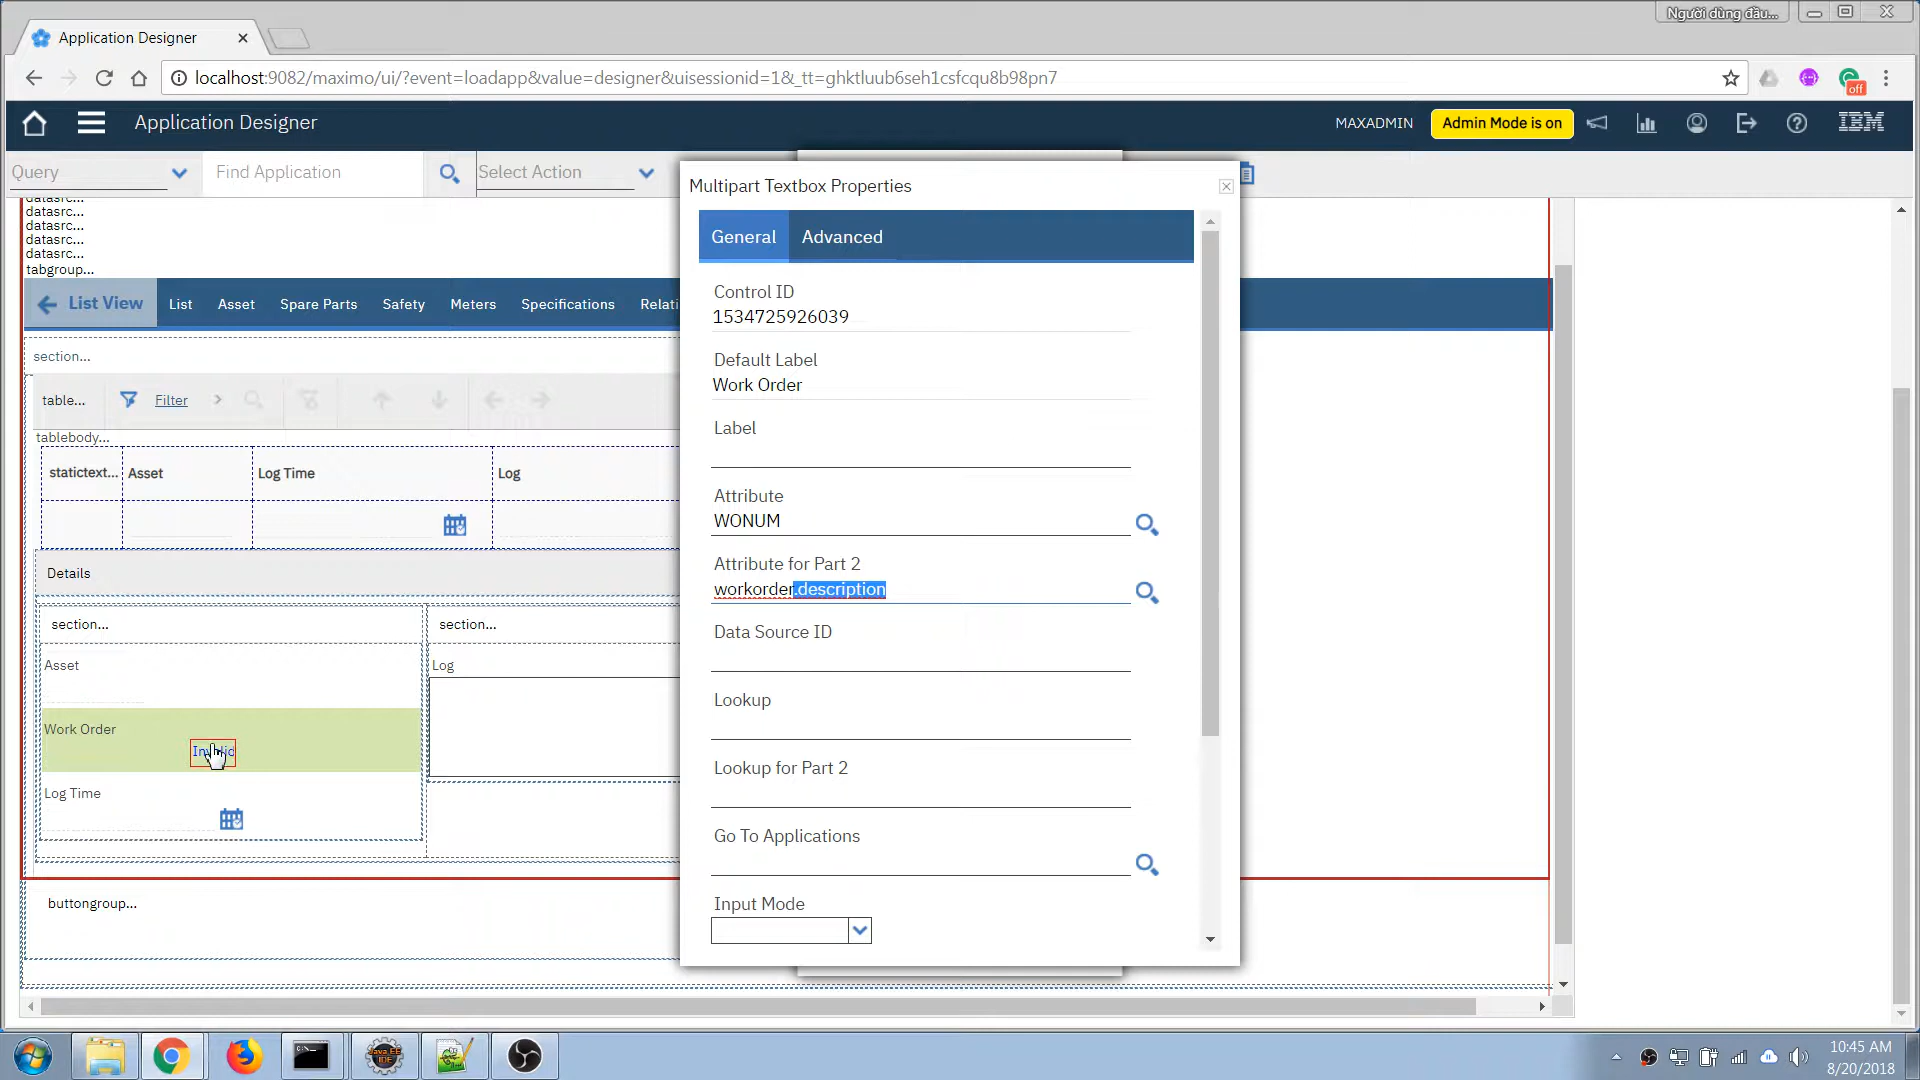 Người dùng đầu...
Application Designer
localhost:9082/maximo/ui/?event=loadapp&value=designer&uisessionid=1&_tt=ghktluub6seh1csfcqu8b98pn7
off
Application Designer
MAXADMIN
Admin Mode is on
IBM
Query
Find Application
Select Action
datasrc...
datasrc...
datasrc...
datasrc...
datasrc...
tabgroup...
List View
List
Asset
Spare Parts
Safety
Meters
Specifications
Relati
section...
table...
Filter
tablebody...
statictext...
Asset
Log Time
Log
Details
section...
section...
Asset
Log
Work Order
Log Time
buttongroup...
Multipart Textbox Properties
General
Advanced
Control ID
1534725926039
Default Label
Work Order
Label
Attribute
WONUM
Attribute for Part 2
workorder.description
Data Source ID
Lookup
Lookup for Part 2
Go To Applications
Input Mode
Java EE
IDE
10:45 AM
8/20/2018